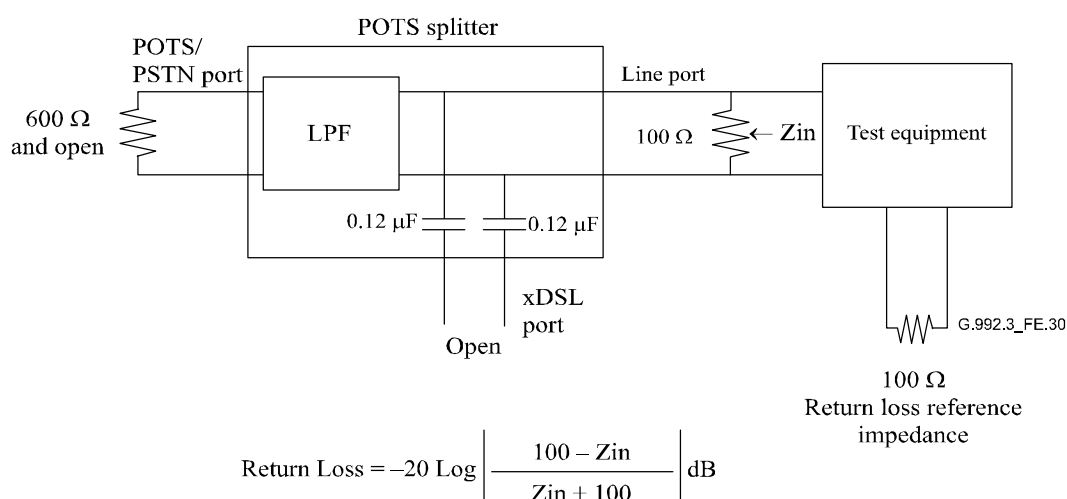 POTS splitter
POTS/
PSTN port
Line port
600 Ω
and open
LPF
100 Ω
← Zin
Test equipment
0.12 μF
0.12 μF
xDSL
port
Open
G.992.3_FE.30
100 Ω
Return loss reference
impedance
Return Loss = –20 Log | 100 – Zin / Zin + 100 | dB